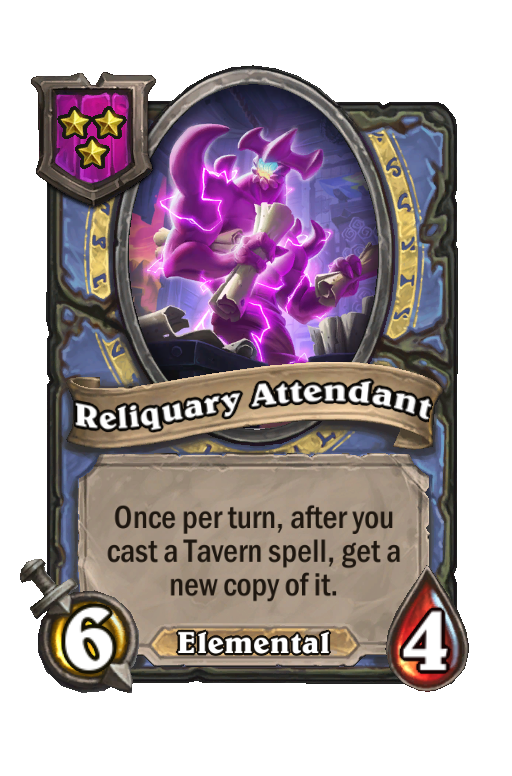 Reliquary Attendant
Once per turn, after you
cast a Tavern spell, get a
new copy of it.
6
Elemental
4